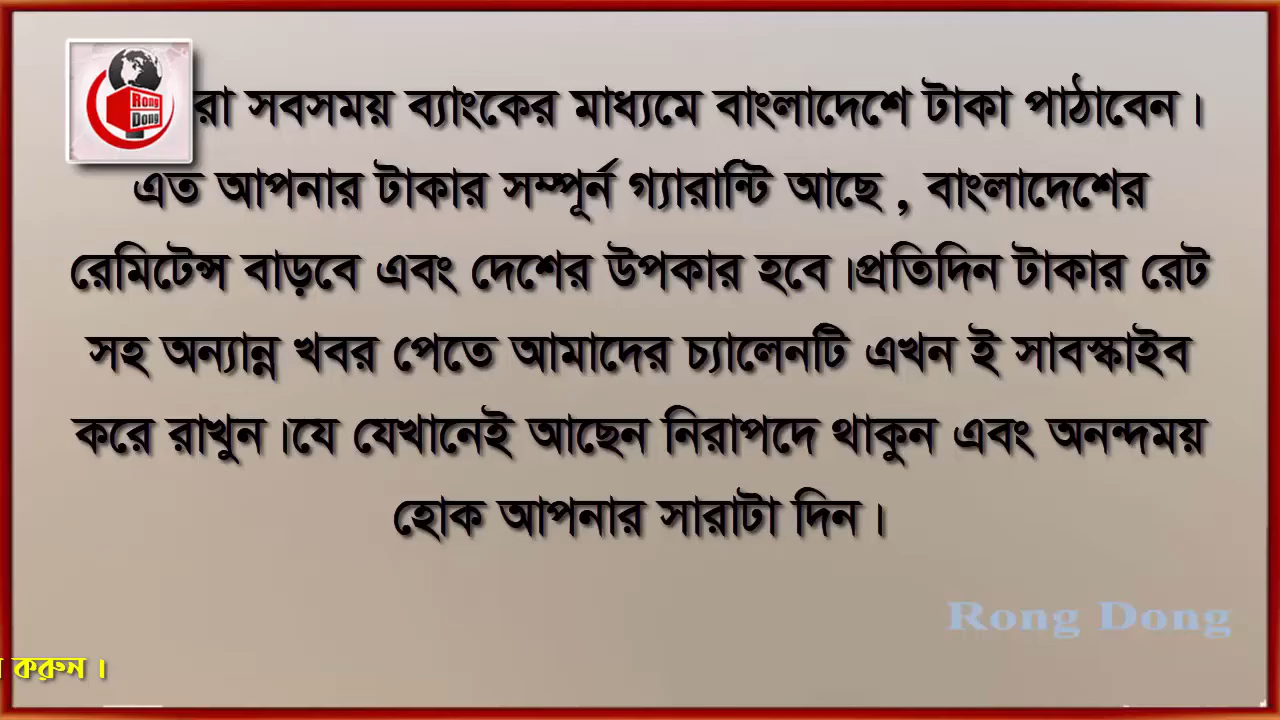 Rong
Dong
রা সবসময় ব্যাংকের মাধ্যমে বাংলাদেশে টাকা পাঠাবেন।
এত আপনার টাকার সম্পূর্ন গ্যারান্টি আছে , বাংলাদেশের
রেমিটেন্স বাড়বে এবং দেশের উপকার হবে।প্রতিদিন টাকার রেট
সহ অন্যান্ন খবর পেতে আমাদের চ্যালেনটি এখন ই সাবস্কাইব
করে রাখুন।যে যেখানেই আছেন নিরাপদে থাকুন এবং অনন্দময়
হোক আপনার সারাটা দিন।
Rong Dong
করুন ।